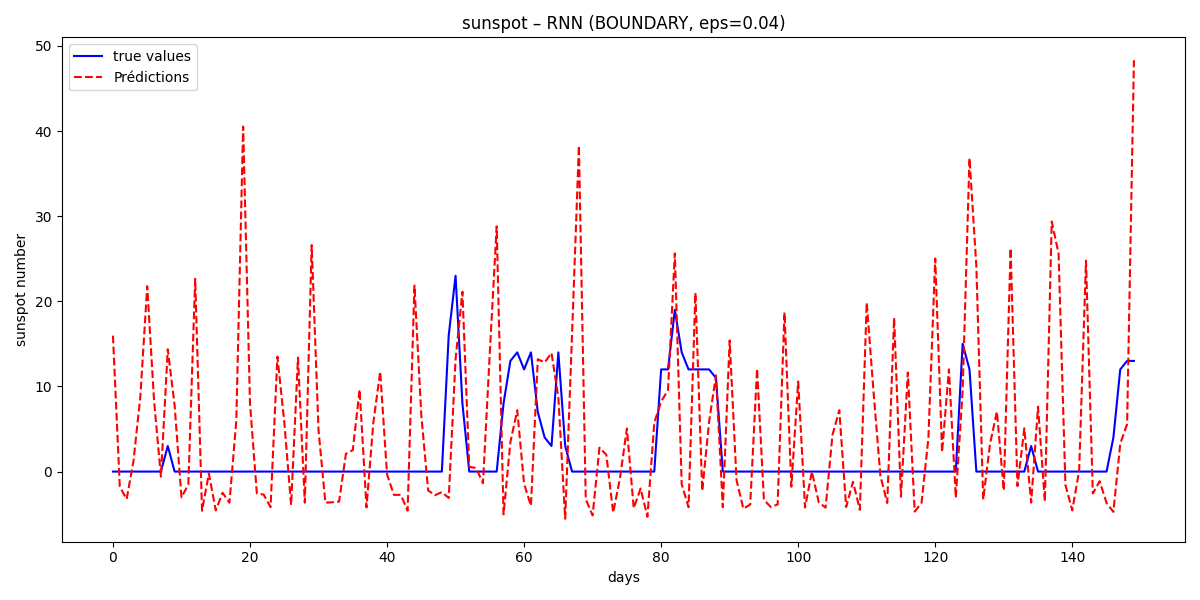 sunspot – RNN (BOUNDARY, eps=0.04)
true values
Prédictions
sunspot number
50
40
30
20
10
0
0 20 40 60 80 100 120 140
days